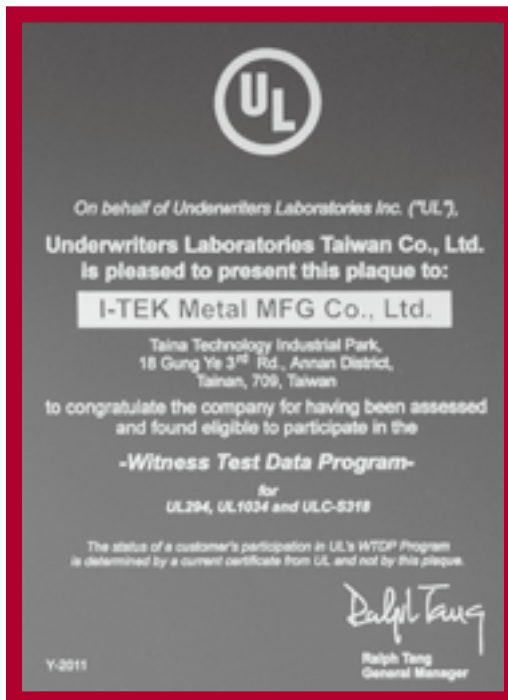 UL
On behalf of Underwriters Laboratories Inc. ("UL"),
Underwriters Laboratories Taiwan Co., Ltd.
is pleased to present this plaque to:
I-TEK Metal MFG Co., Ltd.
Taina Technology Industrial Park,
18 Gung Ye 3rd Rd., Annan District,
Tainan, 709, Taiwan
to congratulate the company for having been assessed
and found eligible to participate in the
-Witness Test Data Program-
for
UL294, UL1034 and ULC-S318
The status of a customer's participation in UL's WTDP Program
is determined by a current certificate from UL and not by this plaque.
Ralph Tang
Ralph Tang
General Manager
Y-2011